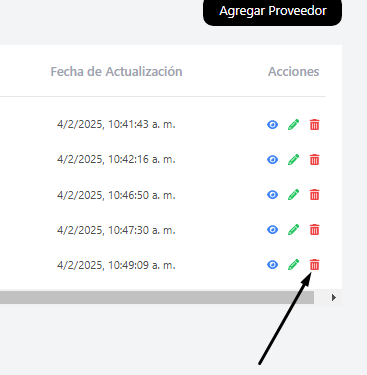 Agregar Proveedor
Fecha de Actualización Acciones
4/2/2025, 10:41:43 a. m.
4/2/2025, 10:42:16 a. m.
4/2/2025, 10:46:50 a. m.
4/2/2025, 10:47:30 a. m.
4/2/2025, 10:49:09 a. m.